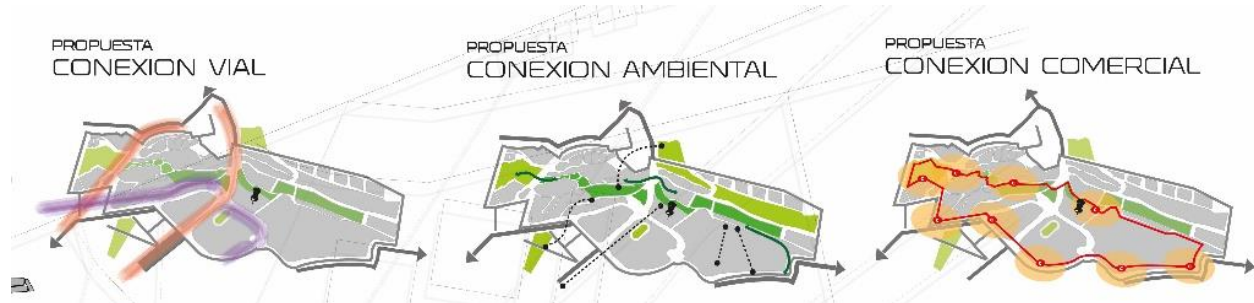 PROPUESTA
CONEXION VIAL
PROPUESTA
CONEXION AMBIENTAL
PROPUESTA
CONEXION COMERCIAL